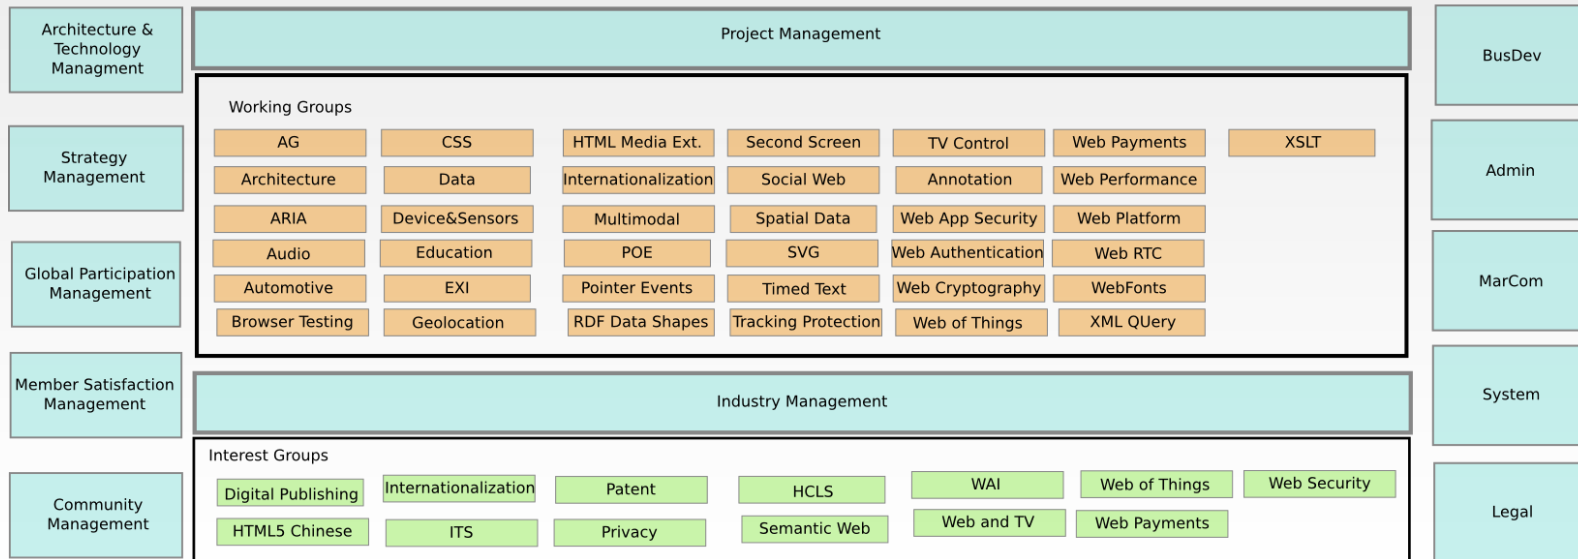 Architecture &
Technology
Managment
Strategy
Management
Global Participation
Management
Member Satisfaction
Management
Community
Management
Project Management
Working Groups
AG
CSS
HTML Media Ext.
Second Screen
TV Control
Web Payments
XSLT
Architecture
Data
Internationalization
Social Web
Annotation
Web Performance
ARIA
Device&Sensors
Multimodal
Spatial Data
Web App Security
Web Platform
Audio
Education
POE
SVG
Web Authentication
Web RTC
Automotive
EXI
Pointer Events
Timed Text
Web Cryptography
WebFonts
Browser Testing
Geolocation
RDF Data Shapes
Tracking Protection
Web of Things
XML QUery
Industry Management
Interest Groups
Digital Publishing
Internationalization
Patent
HCLS
WAI
Web of Things
Web Security
HTML5 Chinese
ITS
Privacy
Semantic Web
Web and TV
Web Payments
BusDev
Admin
MarCom
System
Legal